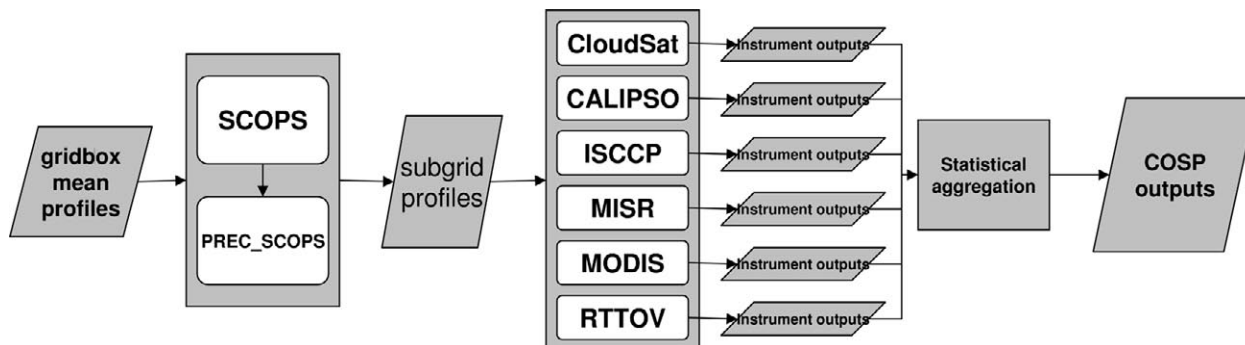 gridbox
mean
profiles
SCOPS
PREC_SCOPS
subgrid
profiles
CloudSat
CALIPSO
ISCCP
MISR
MODIS
RTTOV
Instrument outputs
Instrument outputs
Instrument outputs
Instrument outputs
Instrument outputs
Instrument outputs
Statistical
aggregation
COSP
outputs